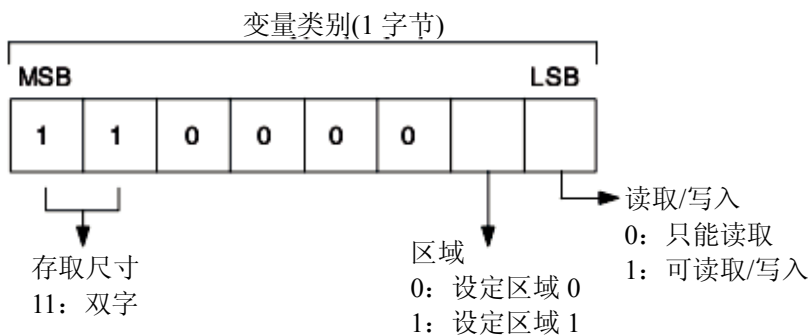 变量类别(1 字节)
MSB LSB
1 1 0 0 0 0
存取尺寸
11：双字
区域
0：设定区域 0
1：设定区域 1
读取/写入
0：只能读取
1：可读取/写入